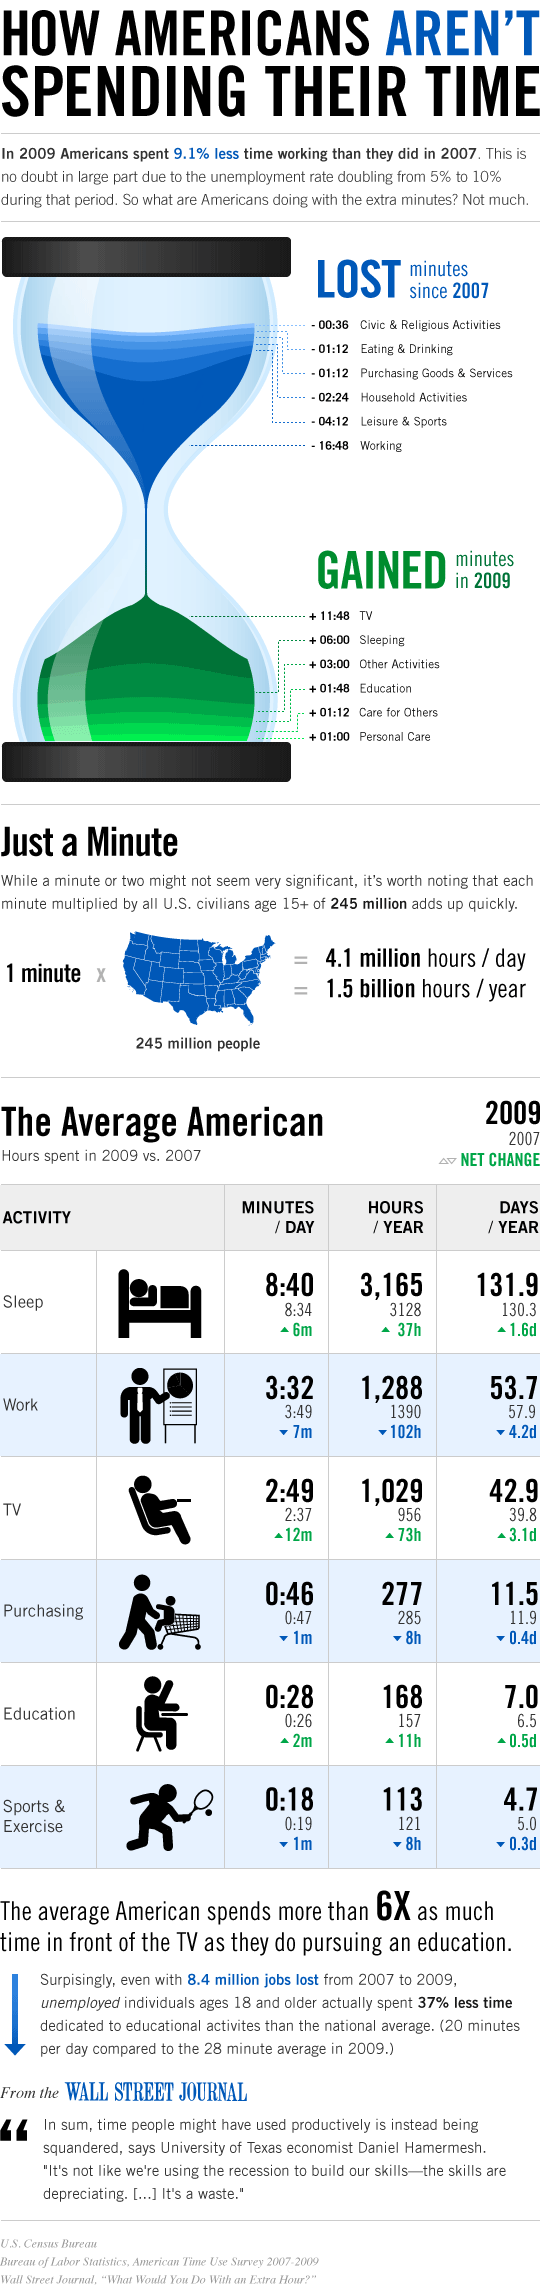 HOW AMERICANS AREN'T
SPENDING THEIR TIME
In 2009 Americans spent 9.1% less time working than they did in 2007. This is
no doubt in large part due to the unemployment rate doubling from 5% to 10%
during that period. So what are Americans doing with the extra minutes? Not much.
LOST minutes since 2007
- 00:36 Civic & Religious Activities
- 01:12 Eating & Drinking
- 01:12 Purchasing Goods & Services
- 02:24 Household Activities
- 04:12 Leisure & Sports
- 16:48 Working
GAINED minutes in 2009
+ 11:48 TV
+ 06:00 Sleeping
+ 03:00 Other Activities
+ 01:48 Education
+ 01:12 Care for Others
+ 01:00 Personal Care
Just a Minute
While a minute or two might not seem very significant, it's worth noting that each
minute multiplied by all U.S. civilians age 15+ of 245 million adds up quickly.
1 minute x
245 million people
= 4.1 million hours / day
= 1.5 billion hours / year
The Average American
Hours spent in 2009 vs. 2007
2009
2007
NET CHANGE
ACTIVITY
MINUTES / DAY
HOURS / YEAR
DAYS / YEAR
Sleep
8:40 3,165 131.9
8:34 3128 130.3
6m 37h 1.6d
Work
3:32 1,288 53.7
3:49 1390 57.9
7m 102h 4.2d
TV
2:49 1,029 42.9
2:37 956 39.8
12m 73h 3.1d
Purchasing
0:46 277 11.5
0:47 285 11.9
1m 8h 0.4d
Education
0:28 168 7.0
0:26 157 6.5
2m 11h 0.5d
Sports &
Exercise
0:18 113 4.7
0:19 121 5.0
1m 8h 0.3d
The average American spends more than 6X as much
time in front of the TV as they do pursuing an education.
Surpisingly, even with 8.4 million jobs lost from 2007 to 2009,
unemployed individuals ages 18 and older actually spent 37% less time
dedicated to educational activites than the national average. (20 minutes
per day compared to the 28 minute average in 2009.)
From the WALL STREET JOURNAL
“ In sum, time people might have used productively is instead being
squandered, says University of Texas economist Daniel Hamermesh.
"It's not like we're using the recession to build our skills—the skills are
depreciating. [...] It's a waste."
U.S. Census Bureau
Bureau of Labor Statistics, American Time Use Survey 2007-2009
Wall Street Journal, “What Would You Do With an Extra Hour?”